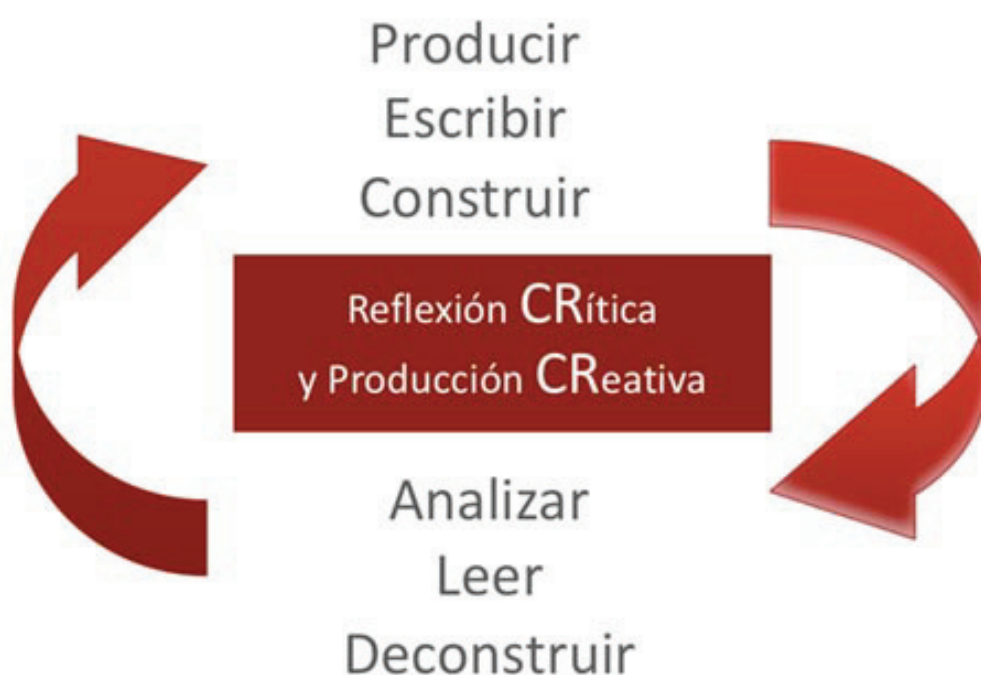 Producir
Escribir
Construir
Reflexión CRítica
y Producción CReativa
Analizar
Leer
Deconstruir